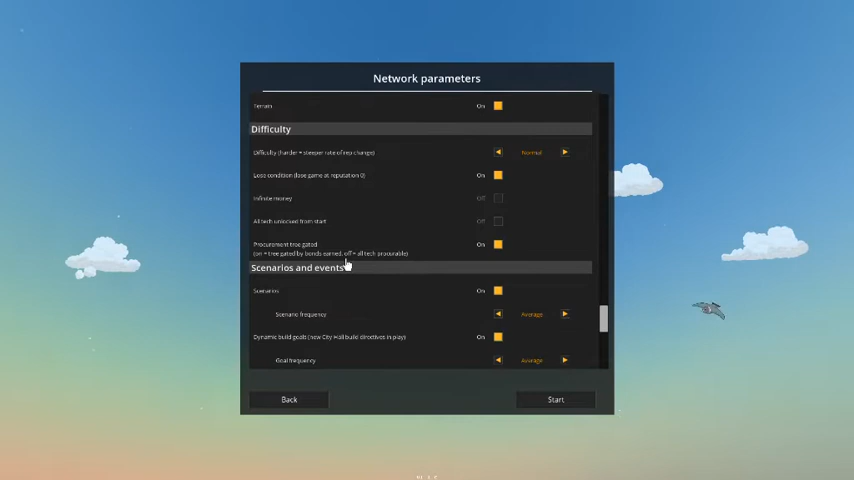 Network parameters
Terrain On
Difficulty
Difficulty (harder = steeper rate of rep change) Normal
Lose condition (lose game at reputation 0) On
Infinite money Off
All tech unlocked from start Off
Procurement tree gated On
(on = tree gated by bonds earned, off = all tech procurable)
Scenarios and events
Scenarios On
Scenario frequency Average
Dynamic build goals (new City Hall build directives in play) On
Goal frequency Average
Back Start